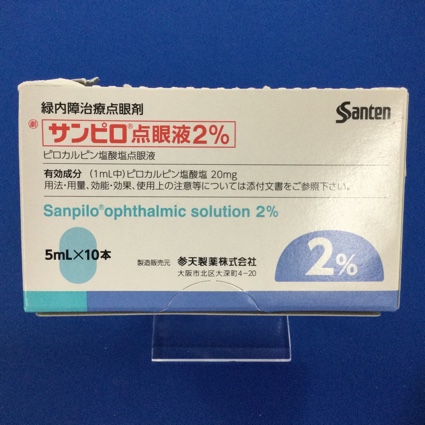 緑内障治療点眼剤
Santen
劇 サンピロ®点眼液2%
ピロカルピン塩酸塩点眼液
有効成分 (1mL中)ピロカルピン塩酸塩 20mg
用法・用量、効能・効果、使用上の注意等については添付文書をご参照下さい。
Sanpilo® ophthalmic solution 2%
5mL×10本
製造販売元 参天製薬株式会社
大阪市北区大深町4-20
2%